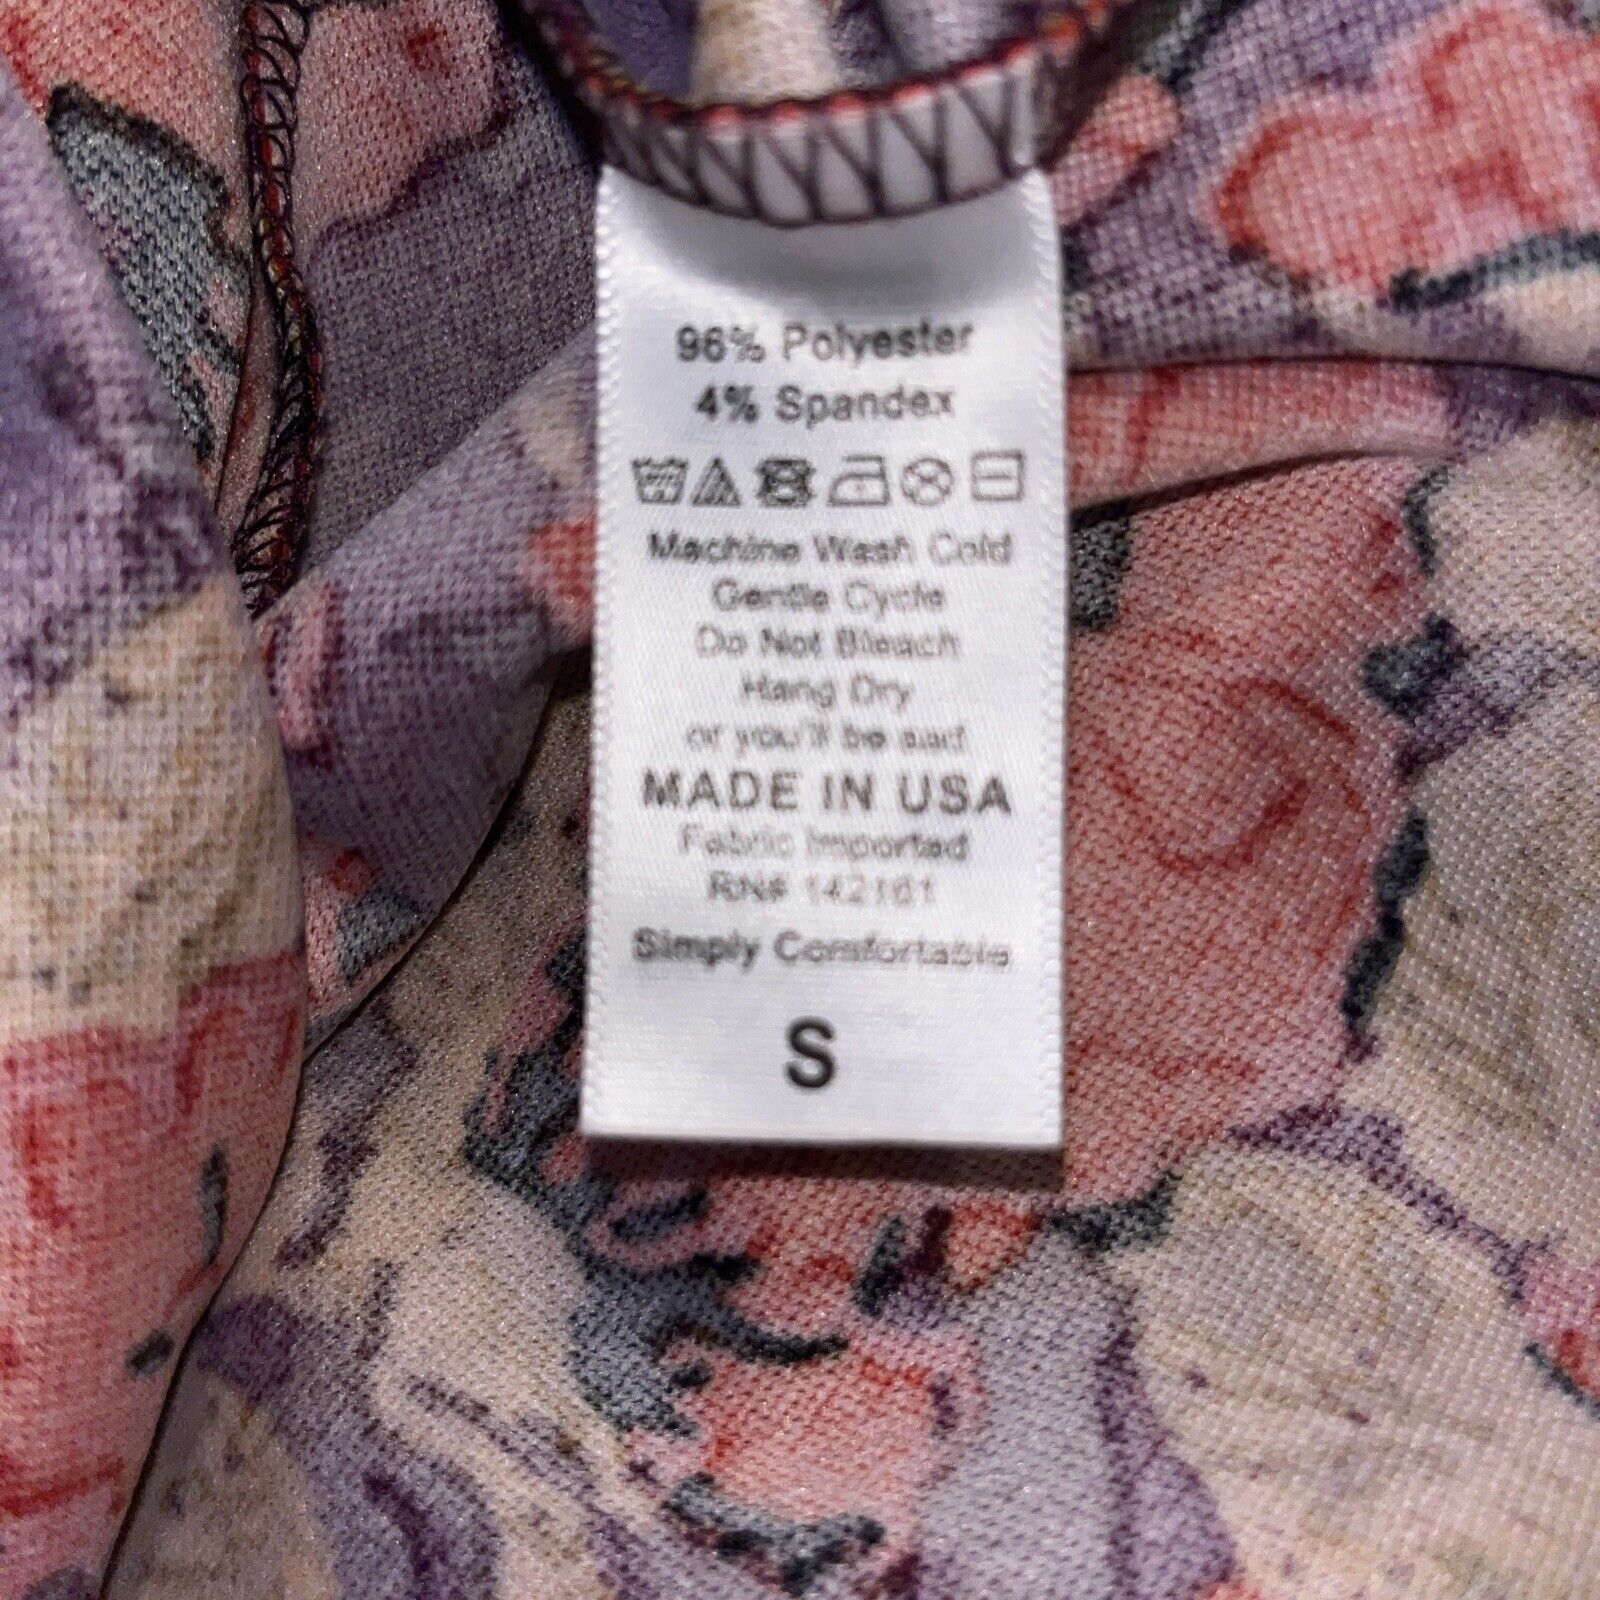 96% Polyester
4% Spandex
Machine Wash Cold
Gentle Cycle
Do Not Bleach
Hang Dry
or you'll be sad
MADE IN USA
Fabric Imported
RN# 142161
Simply Comfortable
S